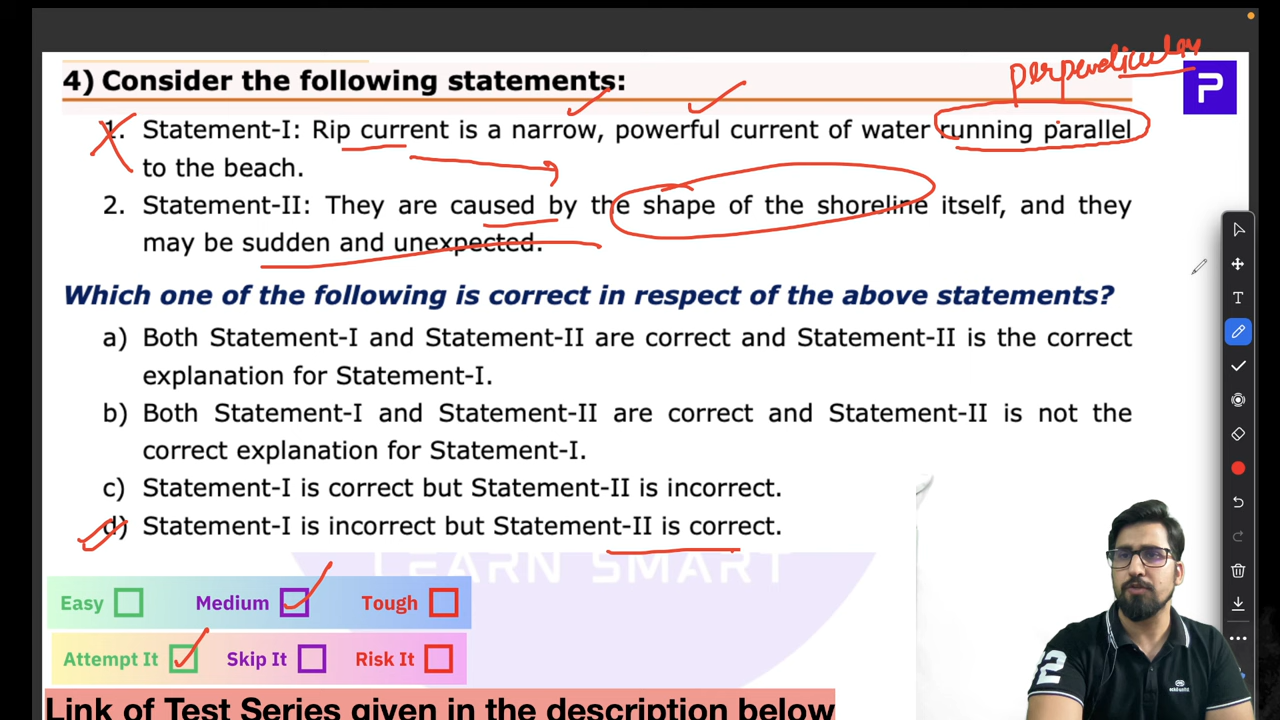 perpendicular
4) Consider the following statements:
P
1. Statement-I: Rip current is a narrow, powerful current of water running parallel
to the beach.
2. Statement-II: They are caused by the shape of the shoreline itself, and they
may be sudden and unexpected.
Which one of the following is correct in respect of the above statements?
a) Both Statement-I and Statement-II are correct and Statement-II is the correct
explanation for Statement-I.
b) Both Statement-I and Statement-II are correct and Statement-II is not the
correct explanation for Statement-I.
c) Statement-I is correct but Statement-II is incorrect.
d) Statement-I is incorrect but Statement-II is correct.
LEARN SMART
Easy Medium Tough
Attempt It Skip It Risk It
Link of Test Series given in the description below
T